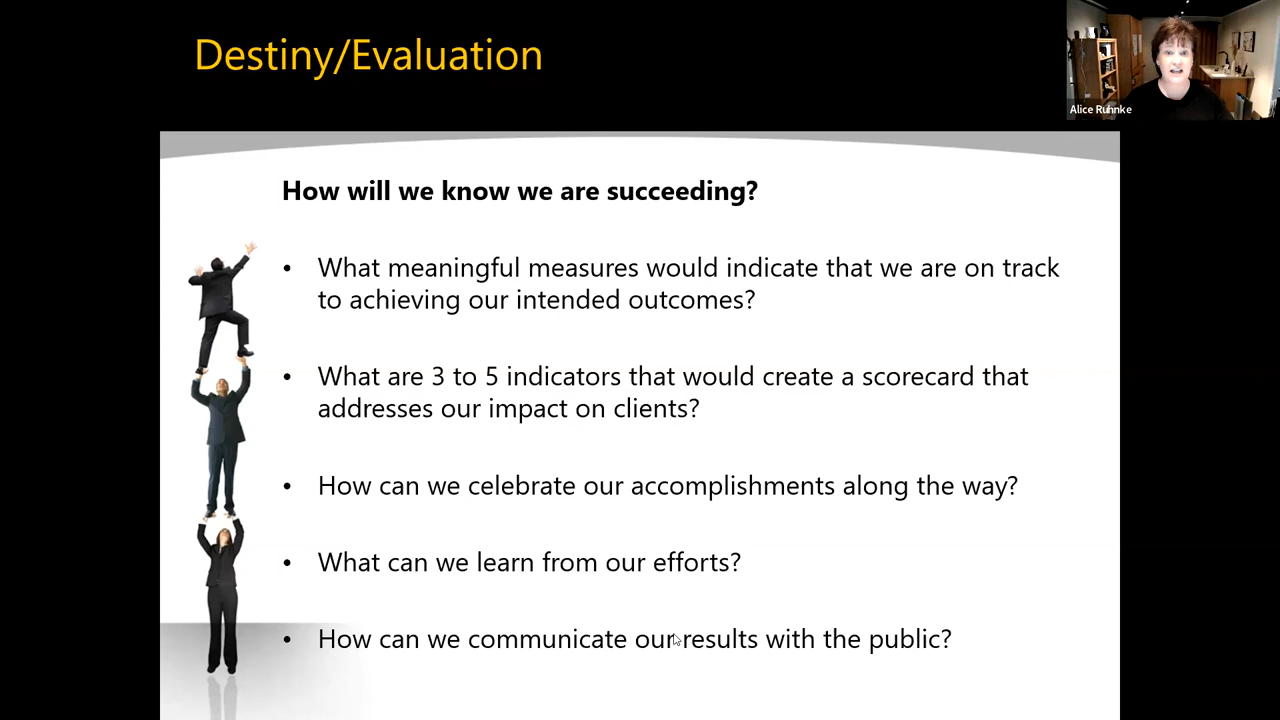 Destiny/Evaluation
Alice Ruhnke
How will we know we are succeeding?
• What meaningful measures would indicate that we are on track
to achieving our intended outcomes?
• What are 3 to 5 indicators that would create a scorecard that
addresses our impact on clients?
• How can we celebrate our accomplishments along the way?
• What can we learn from our efforts?
• How can we communicate our results with the public?